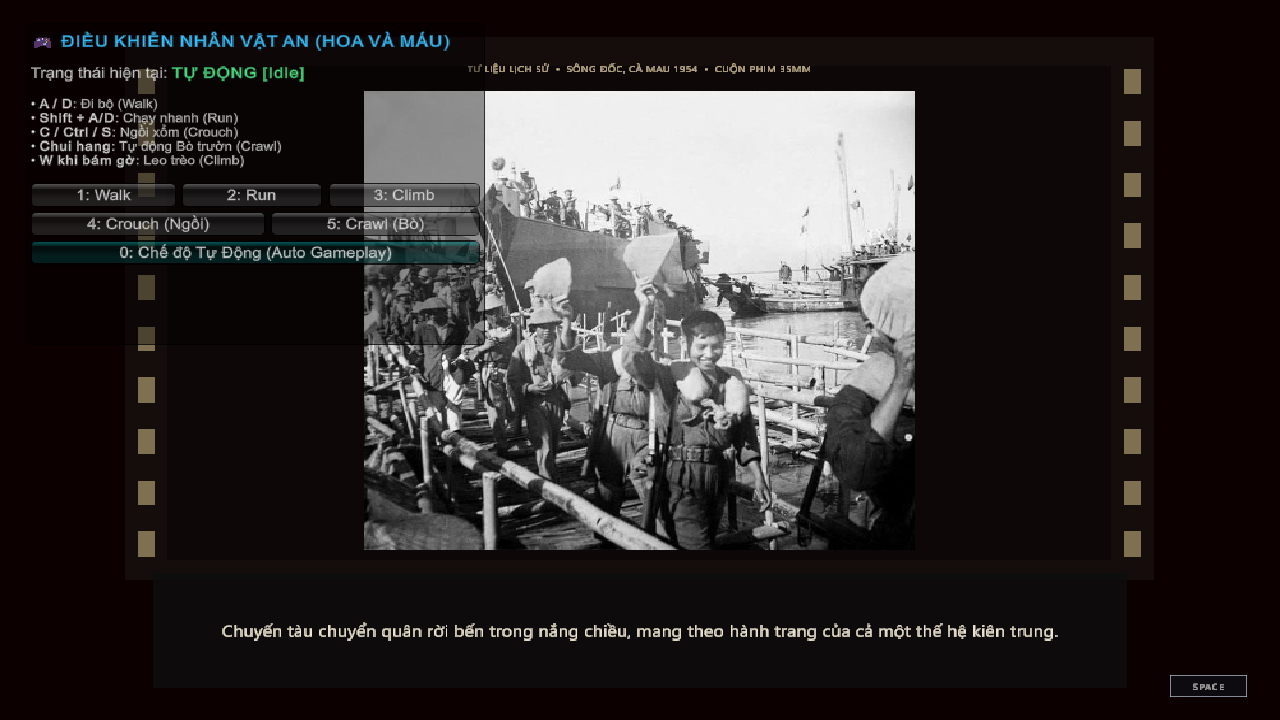 ĐIỀU KHIỂN NHÂN VẬT AN (HOA VÀ MÁU)
Trạng thái hiện tại: TỰ ĐỘNG [Idle]
• A / D: Đi bộ (Walk)
• Shift + A/D: Chạy nhanh (Run)
• C / Ctrl / S: Ngồi xổm (Crouch)
• Chui hang: Tự động Bò trườn (Crawl)
• W khi bám gờ: Leo trèo (Climb)
1: Walk
2: Run
3: Climb
4: Crouch (Ngồi)
5: Crawl (Bò)
0: Chế độ Tự Động (Auto Gameplay)
TƯ LIỆU LỊCH SỬ • SÔNG ĐỐC, CÀ MAU 1954 • CUỘN PHIM 35MM
Chuyến tàu chuyển quân rời bến trong nắng chiều, mang theo hành trang của cả một thế hệ kiên trung.
SPACE